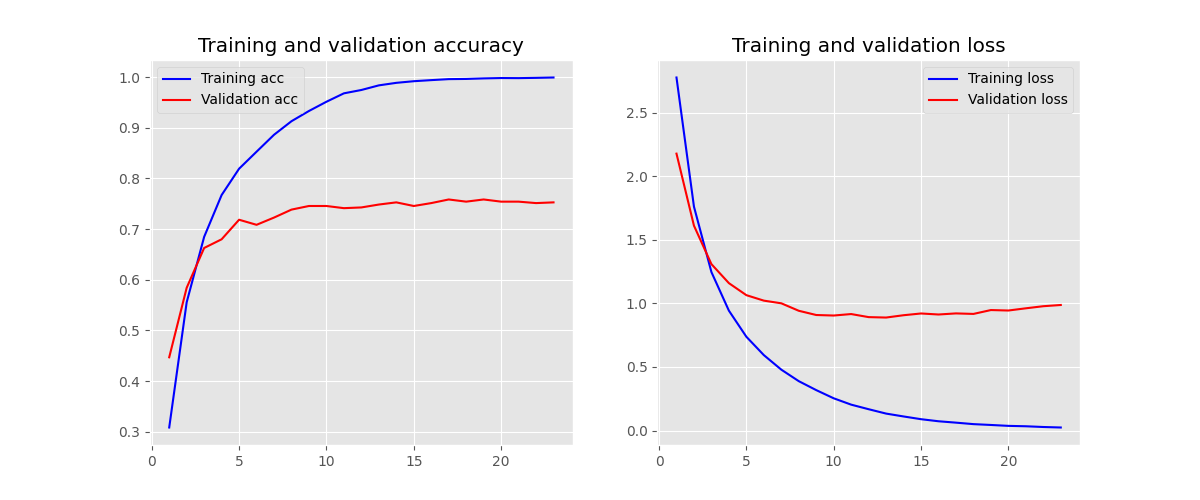 Training and validation accuracy
Training acc
Validation acc
1.0
0.9
0.8
0.7
0.6
0.5
0.4
0.3
0 5 10 15 20
Training and validation loss
Training loss
Validation loss
2.5
2.0
1.5
1.0
0.5
0.0
0 5 10 15 20